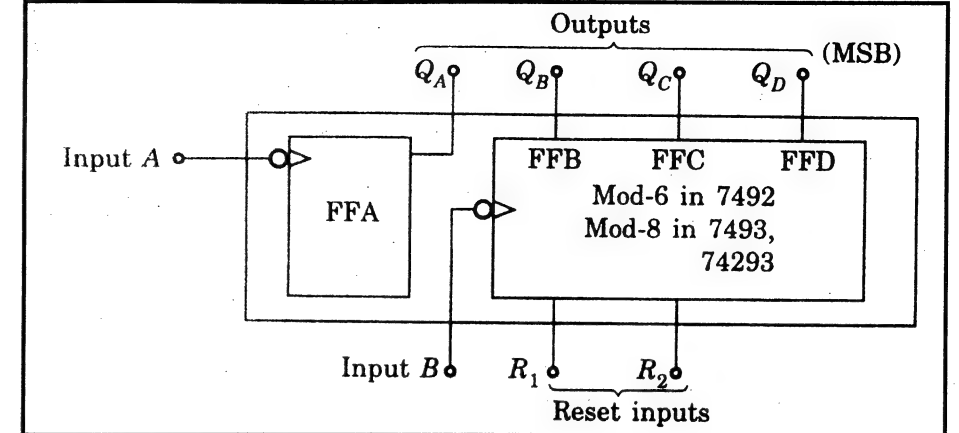 Outputs
(MSB)
Q_A Q_B Q_C Q_D
Input A
FFA
FFB FFC FFD
Mod-6 in 7492
Mod-8 in 7493,
74293
Input B R_1 R_2
Reset inputs